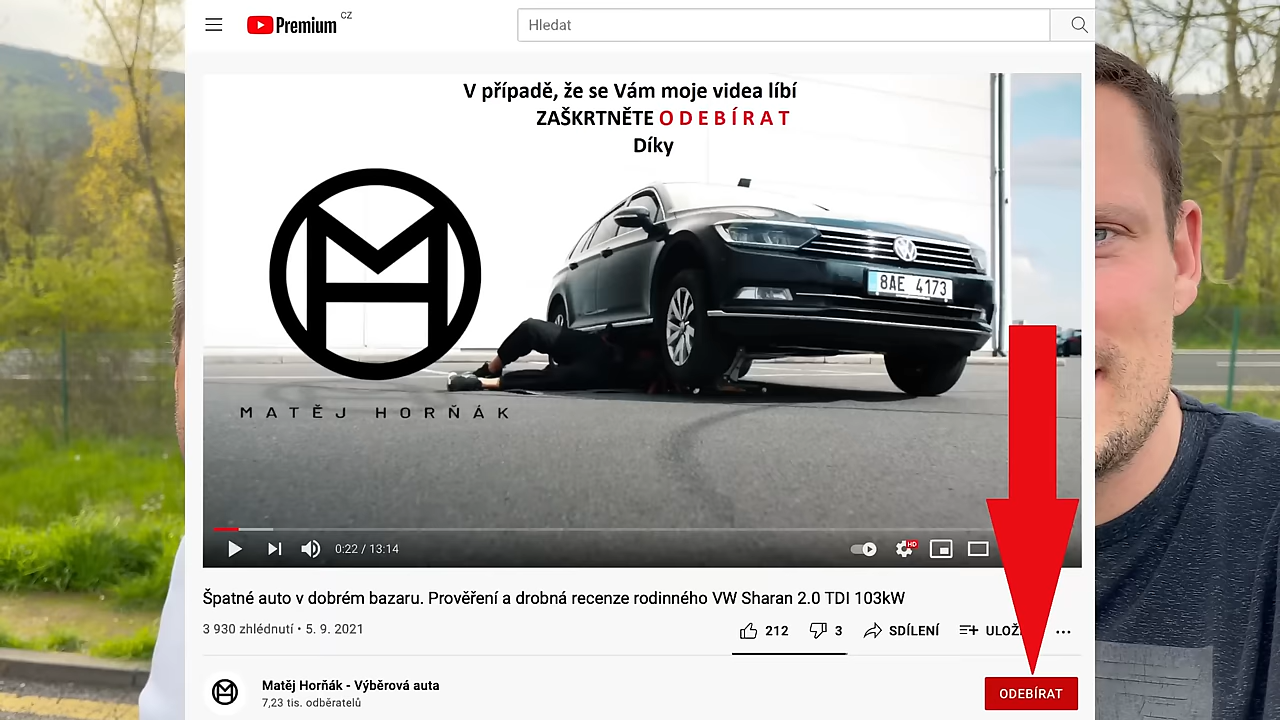 Premium CZ
Hledat
V případě, že se Vám moje videa líbí
ZAŠKRTNĚTE O D E B Í R A T
Díky
8AE 4173
MATĚJ HORŇÁK
0:22 / 13:14
HD
Špatné auto v dobrém bazaru. Prověření a drobná recenze rodinného VW Sharan 2.0 TDI 103kW
3 930 zhlédnutí • 5. 9. 2021
212 3 SDÍLENÍ
Matěj Horňák - Výběrová auta
7,23 tis. odběratelů
ODEBÍRAT